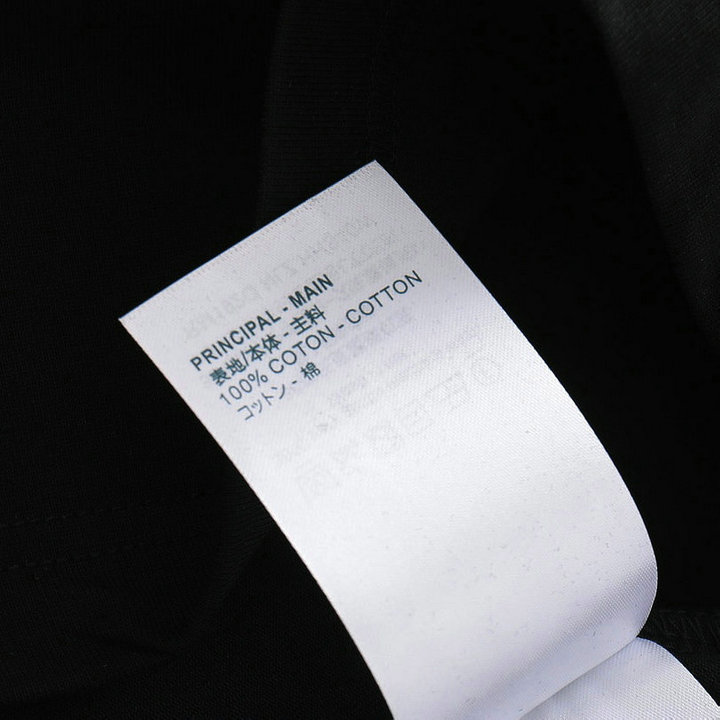 PRINCIPAL - MAIN
表地/本体 - 主料
100% COTON - COTTON
コットン - 棉